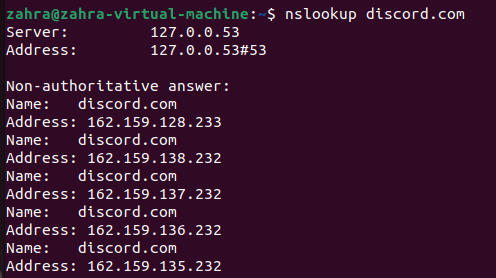 zahra@zahra-virtual-machine:~$ nslookup discord.com
Server:         127.0.0.53
Address:        127.0.0.53#53
Non-authoritative answer:
Name:   discord.com
Address: 162.159.128.233
Name:   discord.com
Address: 162.159.138.232
Name:   discord.com
Address: 162.159.137.232
Name:   discord.com
Address: 162.159.136.232
Name:   discord.com
Address: 162.159.135.232